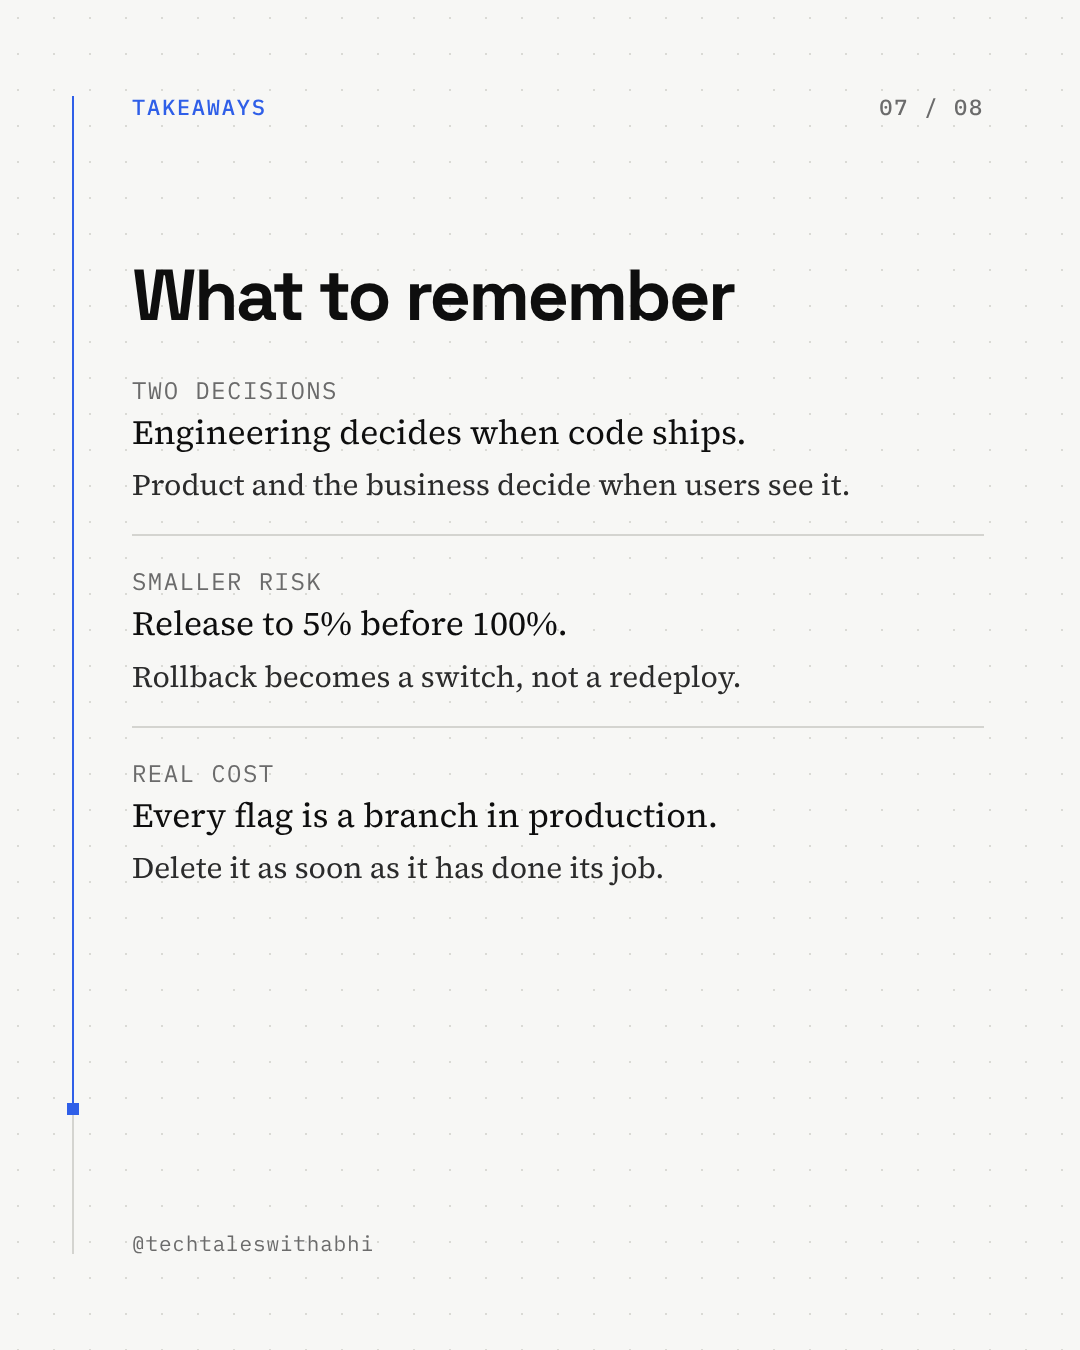 TAKEAWAYS
07 / 08
What to remember
TWO DECISIONS
Engineering decides when code ships.
Product and the business decide when users see it.
SMALLER RISK
Release to 5% before 100%.
Rollback becomes a switch, not a redeploy.
REAL COST
Every flag is a branch in production.
Delete it as soon as it has done its job.
@techtaleswithabhi